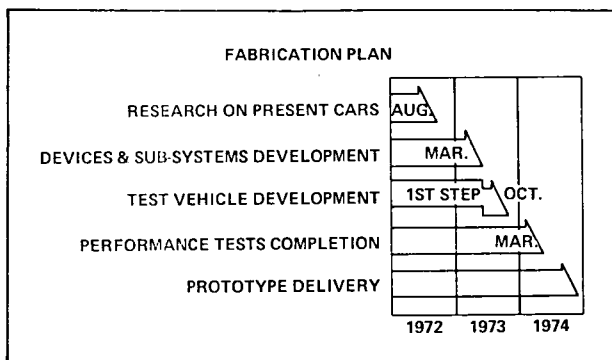 FABRICATION PLAN
RESEARCH ON PRESENT CARS AUG.
DEVICES & SUB-SYSTEMS DEVELOPMENT MAR.
TEST VEHICLE DEVELOPMENT 1ST STEP OCT.
PERFORMANCE TESTS COMPLETION MAR.
PROTOTYPE DELIVERY
1972 1973 1974